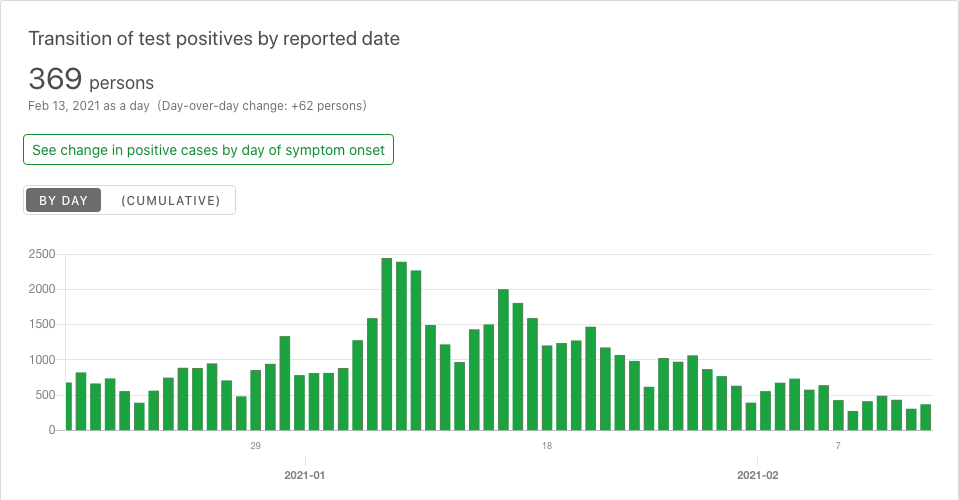 Transition of test positives by reported date
369 persons
Feb 13, 2021 as a day (Day-over-day change: +62 persons)
See change in positive cases by day of symptom onset
BY DAY (CUMULATIVE)
2500
2000
1500
1000
500
0
29 18 7
2021-01 2021-02